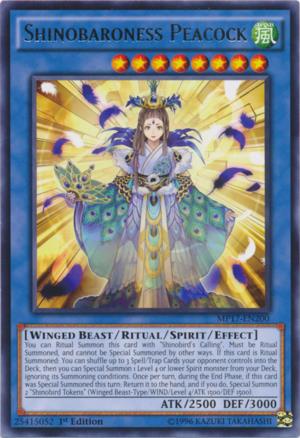 SHINOBARONESS PEACOCK
風
WIND
MP17-EN200
[WINGED BEAST/RITUAL/SPIRIT/EFFECT]
You can Ritual Summon this card with "Shinobird's Calling". Must be Ritual
Summoned, and cannot be Special Summoned by other ways. If this card is Ritual
Summoned: You can shuffle up to 3 Spell/Trap Cards your opponent controls into the
Deck, then you can Special Summon 1 Level 4 or lower Spirit monster from your Deck,
ignoring its Summoning conditions. Once per turn, during the End Phase, if this card
was Special Summoned this turn: Return it to the hand, and if you do, Special Summon
2 "Shinobird Tokens" (Winged Beast-Type/WIND/Level 4/ATK 1500/DEF 1500).
ATK/2500 DEF/3000
25415052 1st Edition ©1996 KAZUKI TAKAHASHI